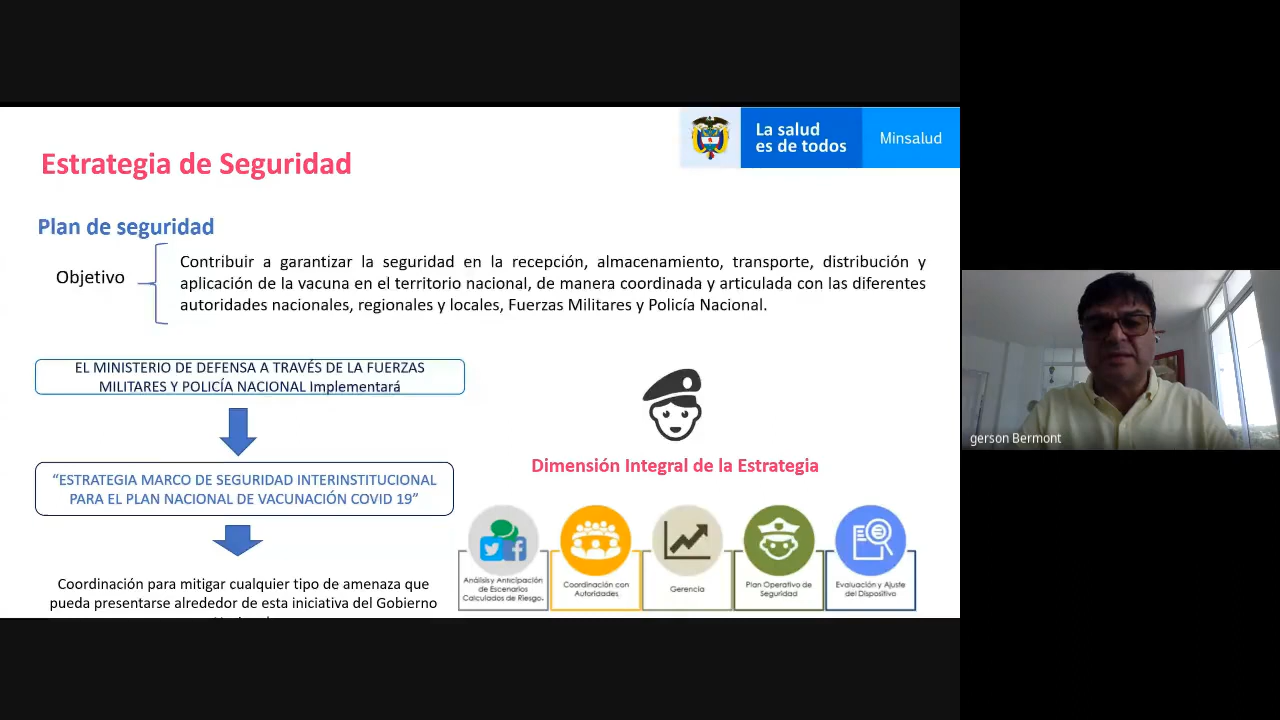 La salud
es de todos
Minsalud
Estrategia de Seguridad
Plan de seguridad
Objetivo
Contribuir a garantizar la seguridad en la recepción, almacenamiento, transporte, distribución y
aplicación de la vacuna en el territorio nacional, de manera coordinada y articulada con las diferentes
autoridades nacionales, regionales y locales, Fuerzas Militares y Policía Nacional.
EL MINISTERIO DE DEFENSA A TRAVÉS DE LA FUERZAS
MILITARES Y POLICÍA NACIONAL Implementará
“ESTRATEGIA MARCO DE SEGURIDAD INTERINSTITUCIONAL
PARA EL PLAN NACIONAL DE VACUNACIÓN COVID 19”
Coordinación para mitigar cualquier tipo de amenaza que
pueda presentarse alrededor de esta iniciativa del Gobierno
Dimensión Integral de la Estrategia
Análisis y Anticipación
de Escenarios
Calculados de Riesgo.
Coordinación con
Autoridades
Gerencia
Plan Operativo de
Seguridad
Evaluación y Ajuste
del Dispositivo
gerson Bermont